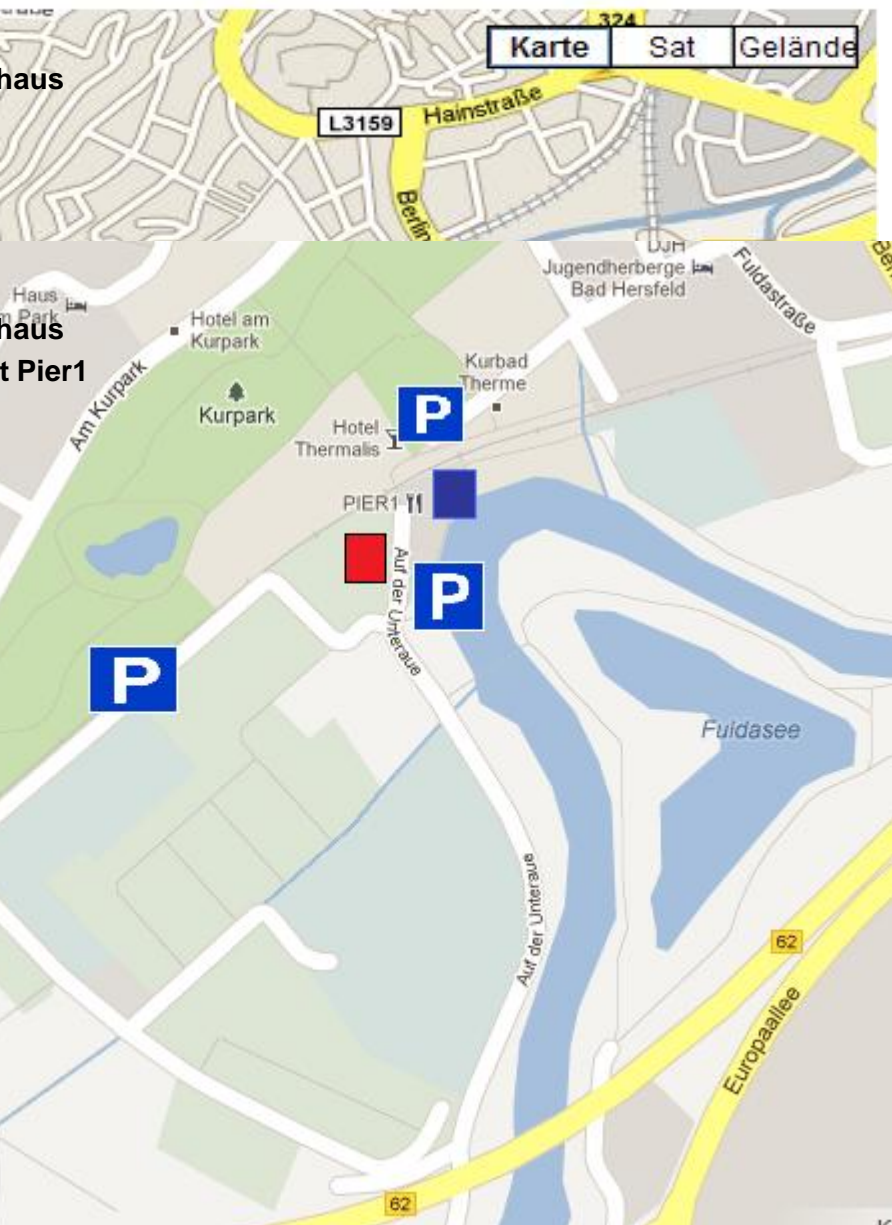 324
Karte Sat Gelände
haus
L3159
Hainstraße
Berlin
DJH
Jugendherberge
Bad Hersfeld
Fuldastraße
Haus
m Park
haus
t Pier1
Hotel am
Kurpark
Am Kurpark
Kurpark
Kurbad
Therme
P
Hotel
Thermalis
PIER1
Auf der Unteraue
P
P
Fuldasee
Auf der Unteraue
62
Europaallee
62